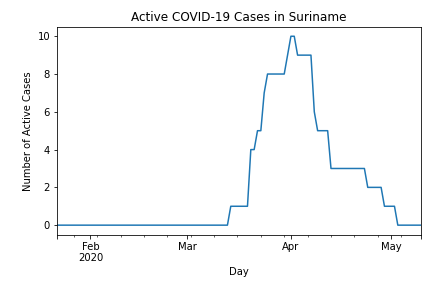 Active COVID-19 Cases in Suriname
Number of Active Cases
10
8
6
4
2
0
Feb Mar Apr May
2020
Day